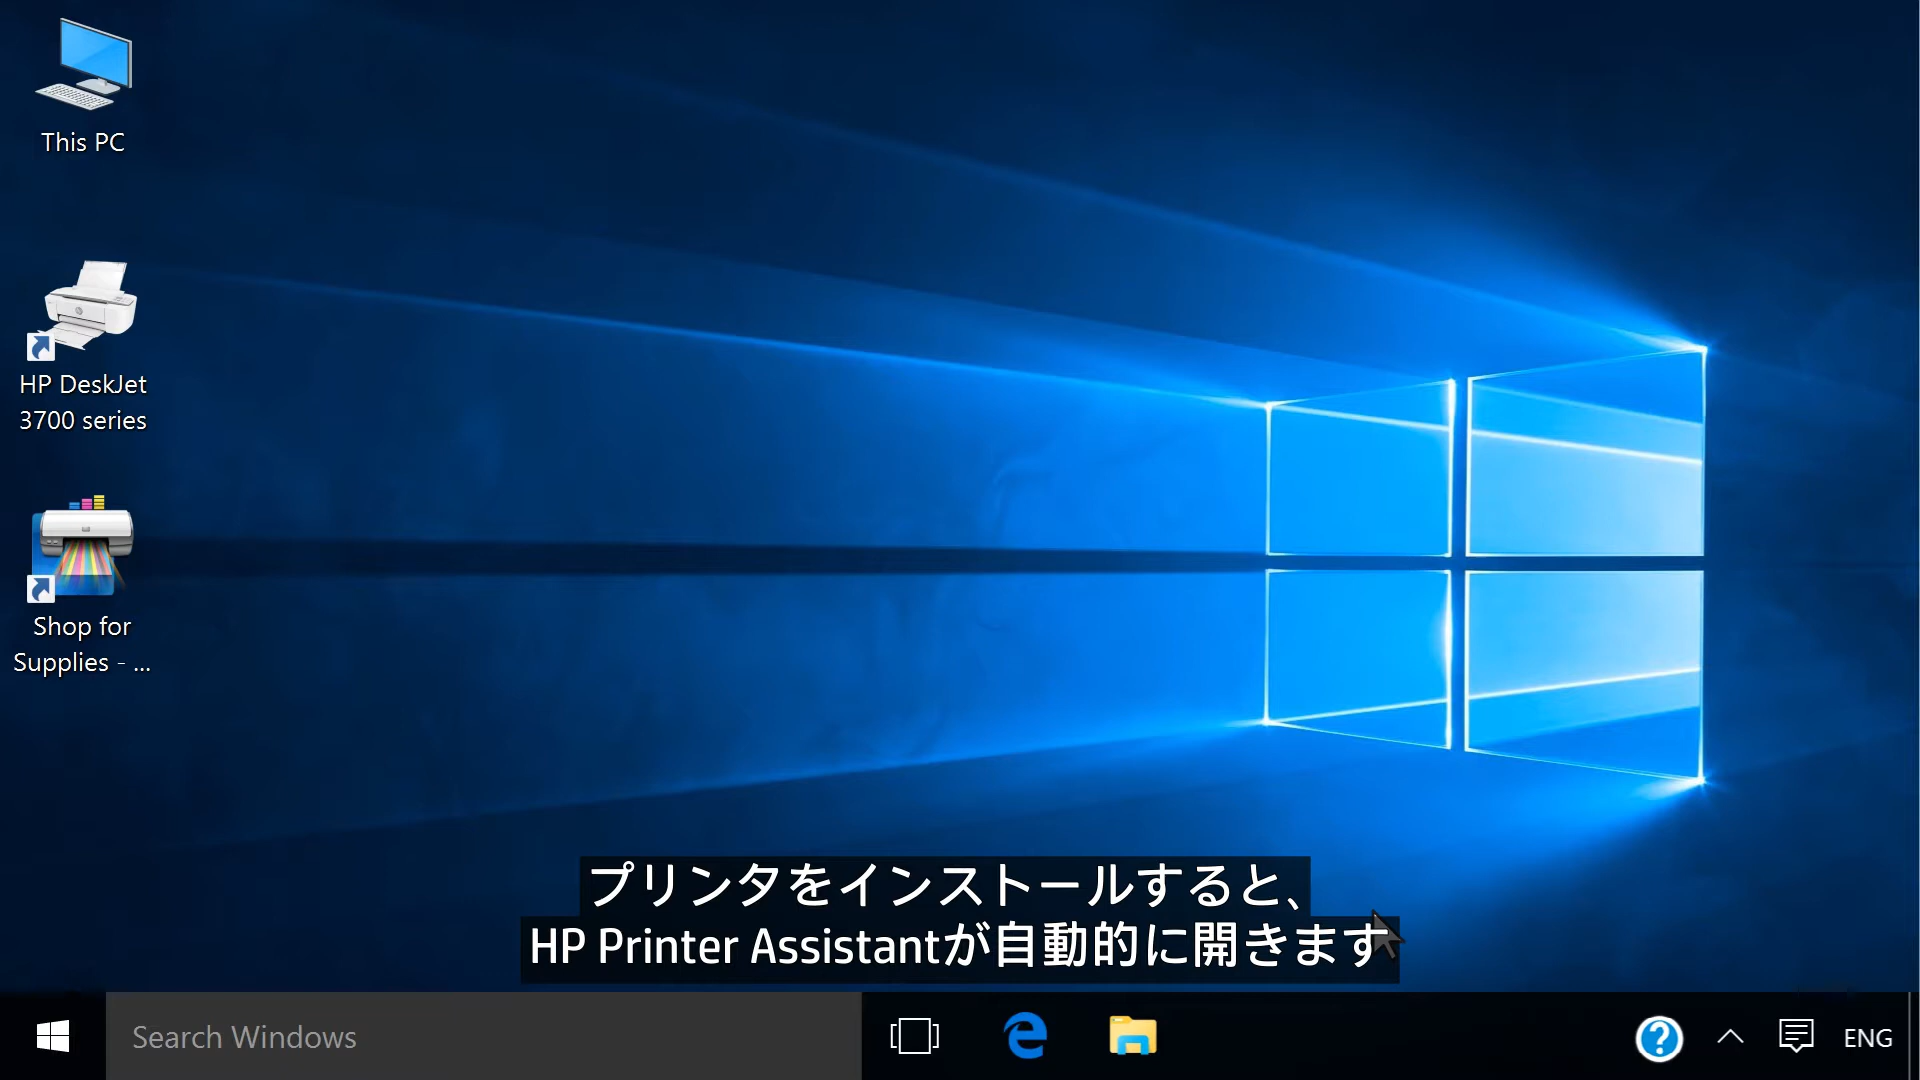 This PC
HP DeskJet
3700 series
Shop for
Supplies - ...
プリンタをインストールすると、
HP Printer Assistantが自動的に開きます
Search Windows
ENG